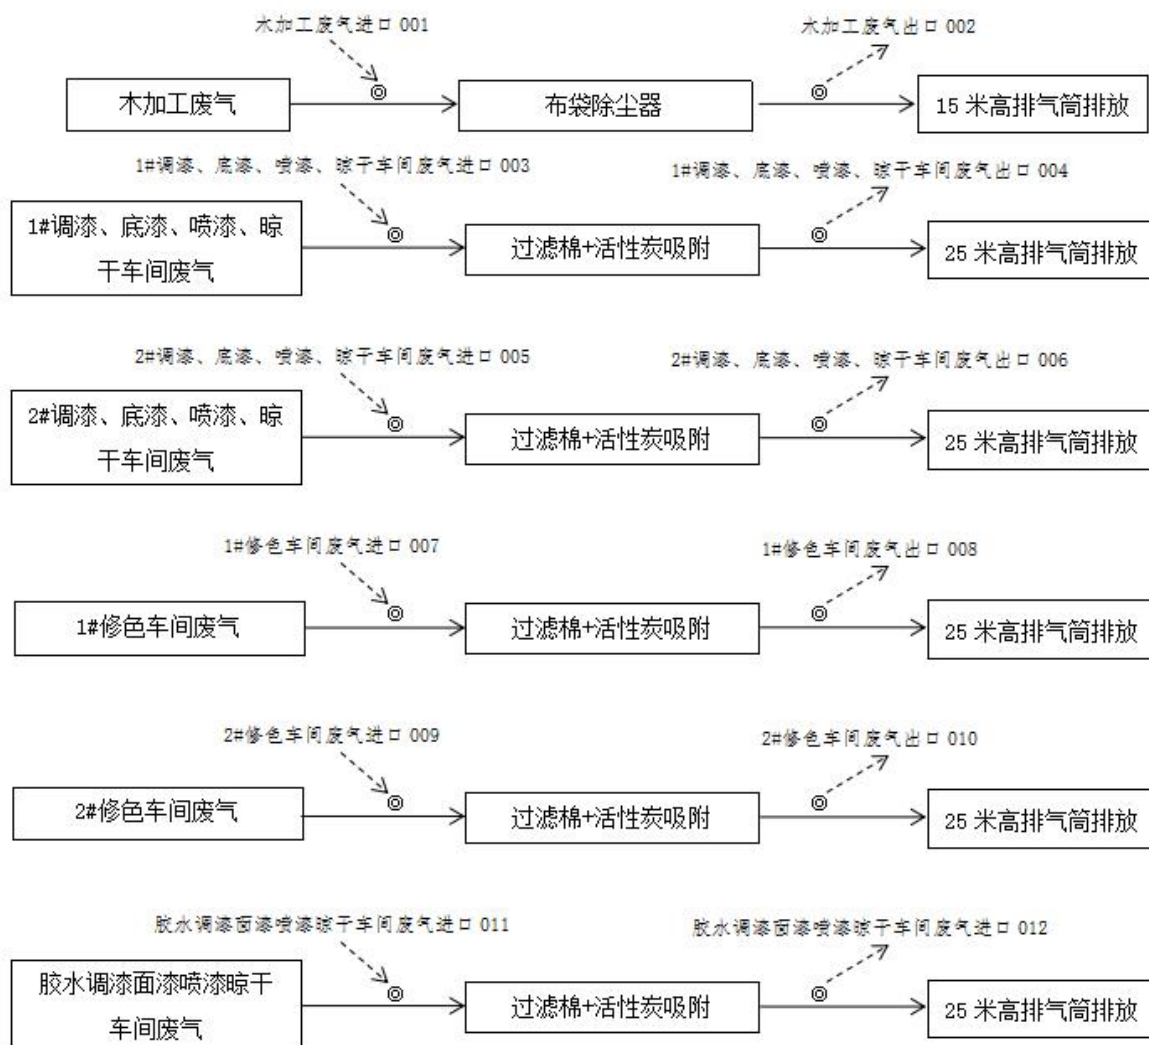 木加工废气进口 001
木加工废气出口 002
木加工废气
布袋除尘器
15 米高排气筒排放
1#调漆、底漆、喷漆、晾干车间废气进口 003
1#调漆、底漆、喷漆、晾干车间废气出口 004
1#调漆、底漆、喷漆、晾
干车间废气
过滤棉+活性炭吸附
25 米高排气筒排放
2#调漆、底漆、喷漆、晾干车间废气进口 005
2#调漆、底漆、喷漆、晾干车间废气出口 006
2#调漆、底漆、喷漆、晾
干车间废气
过滤棉+活性炭吸附
25 米高排气筒排放
1#修色车间废气进口 007
1#修色车间废气出口 008
1#修色车间废气
过滤棉+活性炭吸附
25 米高排气筒排放
2#修色车间废气进口 009
2#修色车间废气出口 010
2#修色车间废气
过滤棉+活性炭吸附
25 米高排气筒排放
胶水调漆面漆喷漆晾干车间废气进口 011
胶水调漆面漆喷漆晾干车间废气进口 012
胶水调漆面漆喷漆晾干
车间废气
过滤棉+活性炭吸附
25 米高排气筒排放